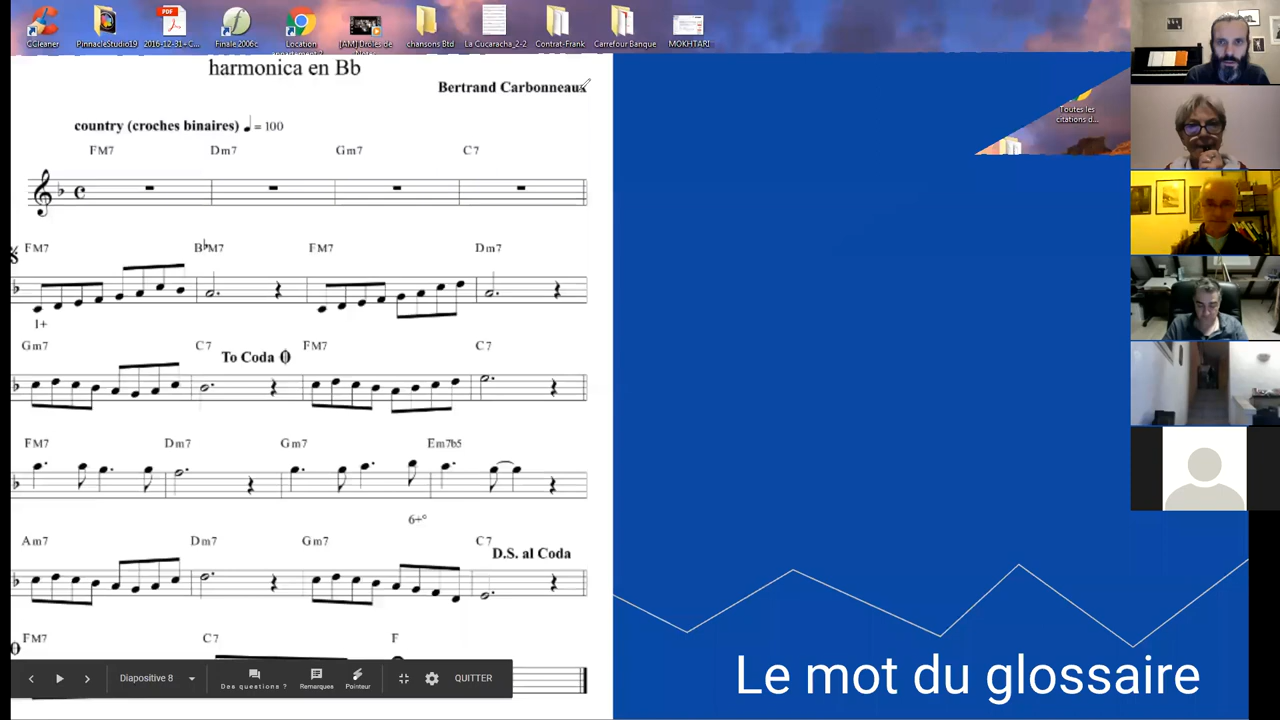 CCleaner
PinnacleStudio19
2016-12-31- C...
Finale 2006c
Location
[AM] Drôles de
chansons Btd
La Cucaracha_2-2
Contrat-Frank
Carrefour Banque
MOKHTARI
PDF
Toutes les
citations d...
harmonica en Bb
Bertrand Carbonneaux
country (croches binaires) ♩ = 100
FM7 Dm7 Gm7 C7
FM7 B♭M7 FM7 Dm7
1+
Gm7 C7 To Coda FM7 C7
FM7 Dm7 Gm7 Em7b5
6+°
Am7 Dm7 Gm7 C7 D.S. al Coda
FM7 C7 F
Diapositive 8
Des questions ?
Remarques
Pointeur
QUITTER
Le mot du glossaire